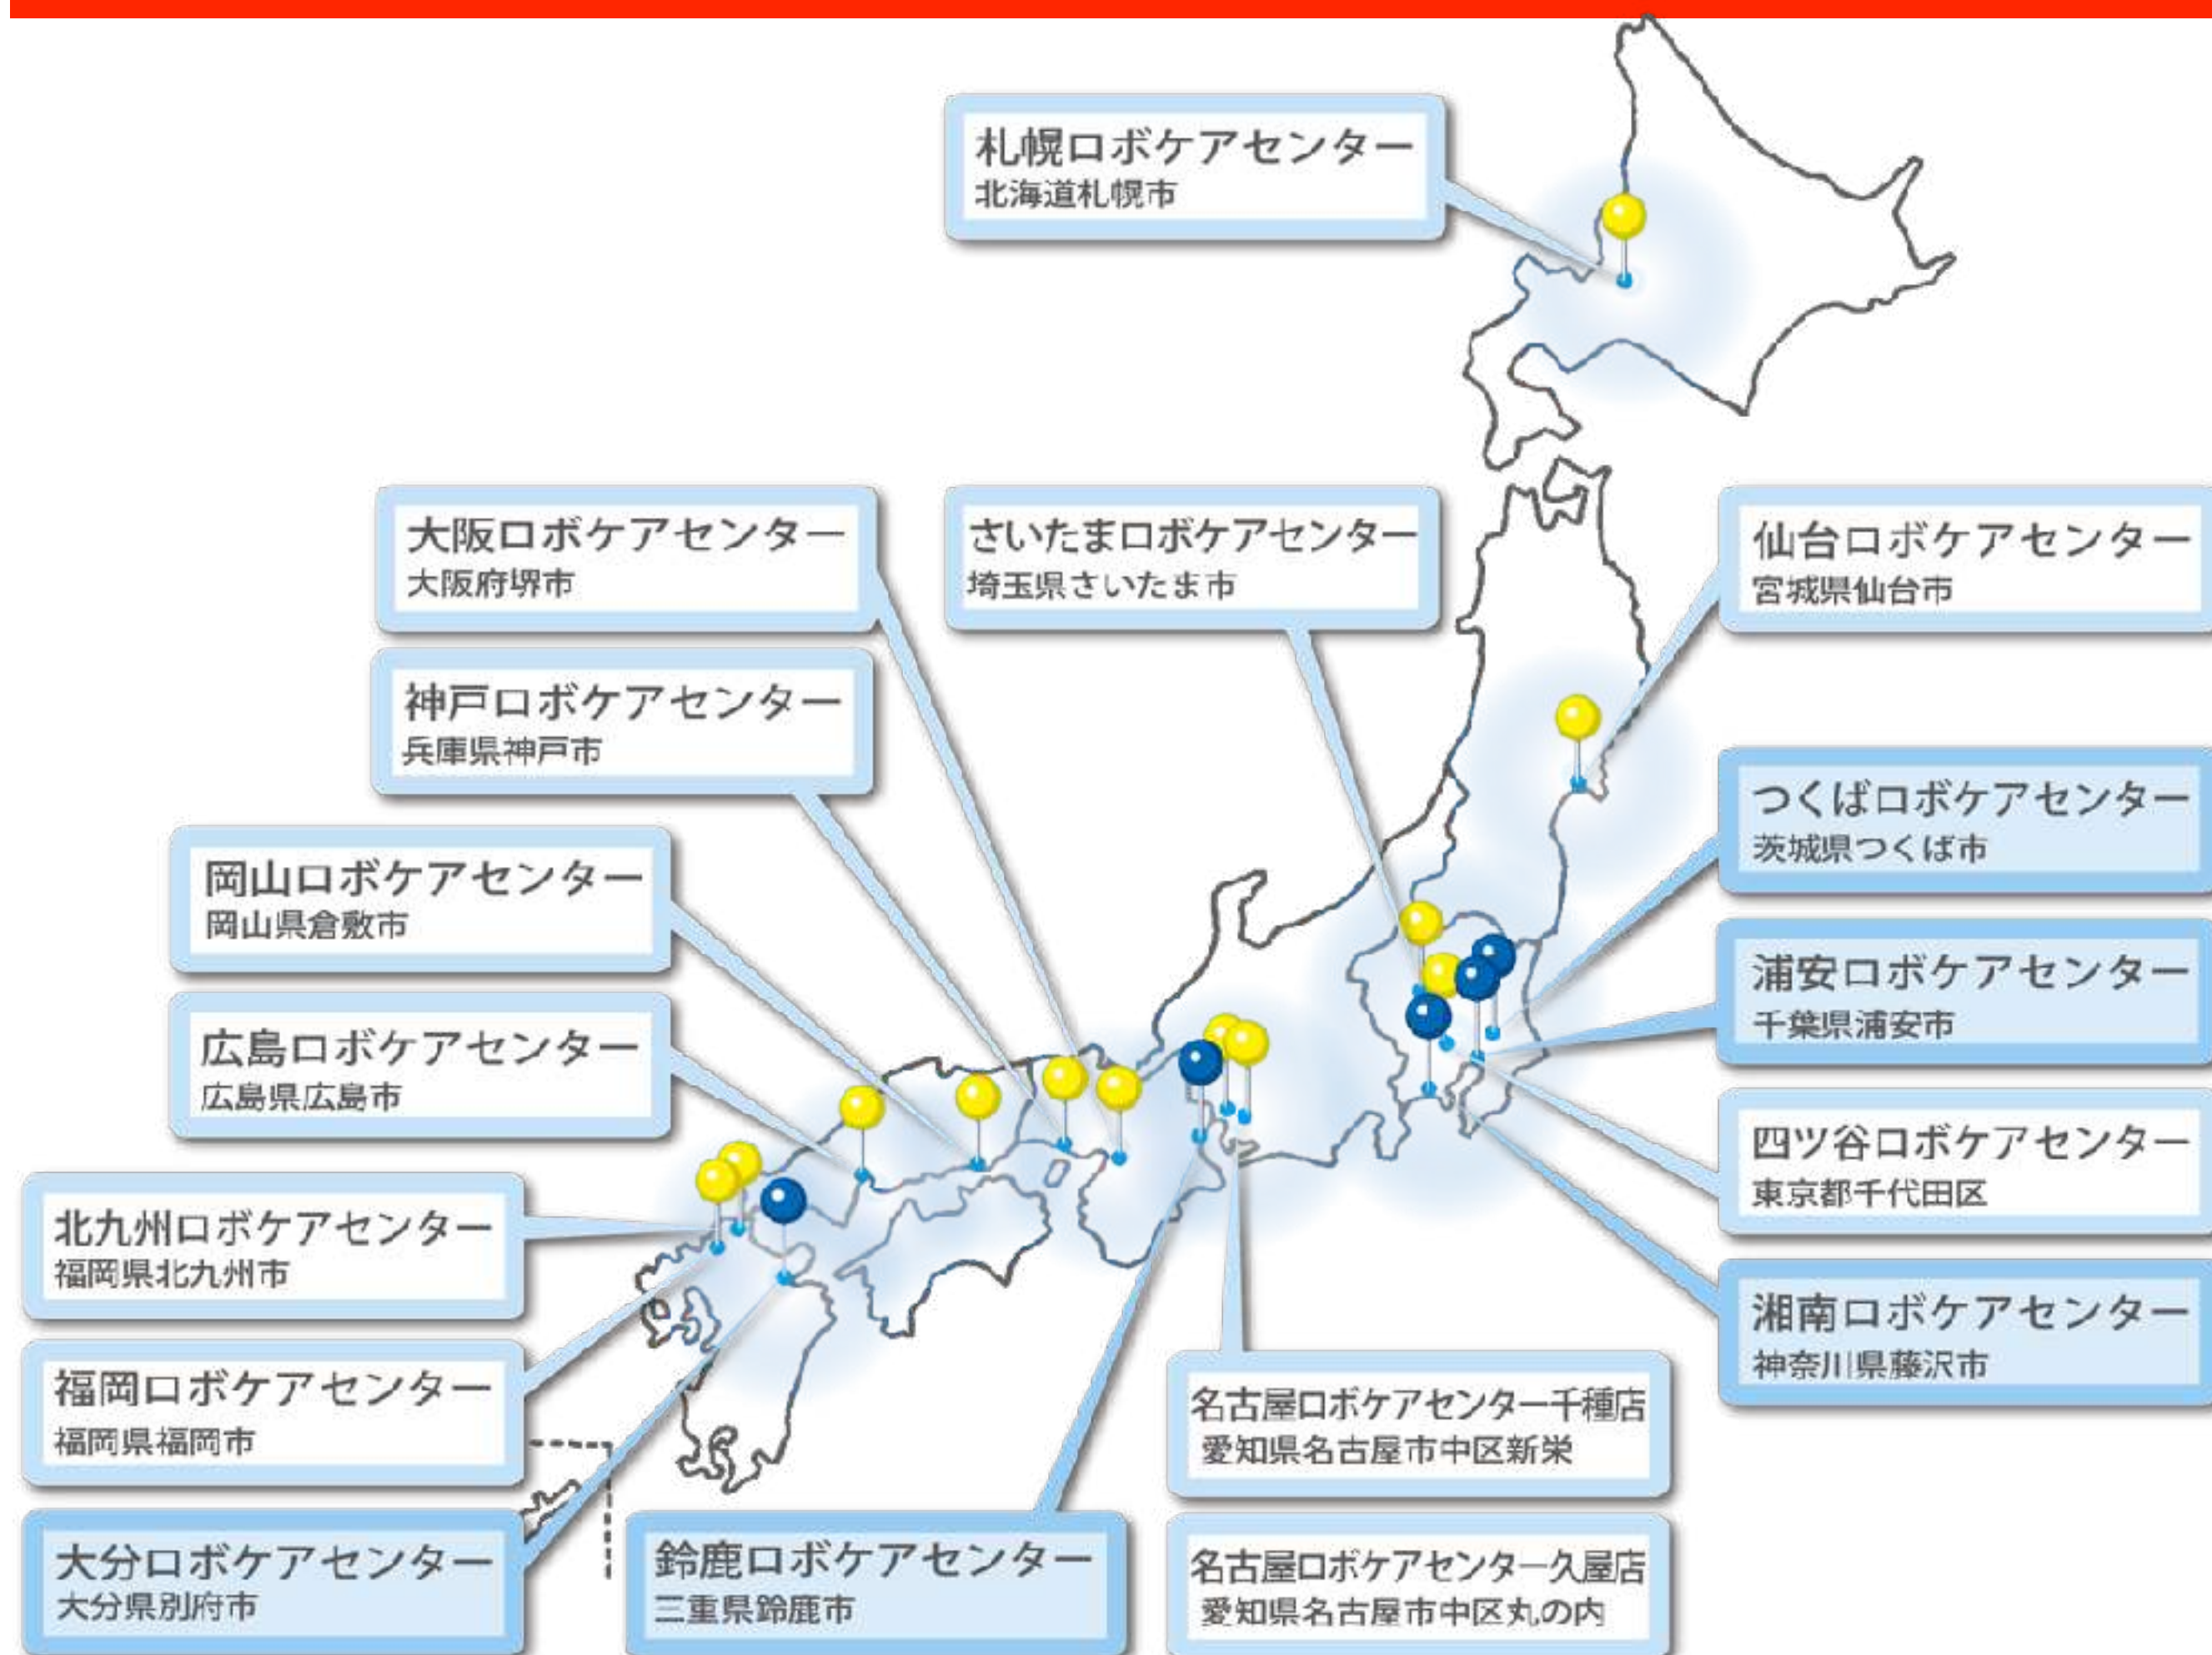 札幌ロボケアセンター
北海道札幌市
大阪ロボケアセンター
大阪府堺市
さいたまロボケアセンター
埼玉県さいたま市
仙台ロボケアセンター
宮城県仙台市
神戸ロボケアセンター
兵庫県神戸市
つくばロボケアセンター
茨城県つくば市
岡山ロボケアセンター
岡山県倉敷市
浦安ロボケアセンター
千葉県浦安市
広島ロボケアセンター
広島県広島市
四ツ谷ロボケアセンター
東京都千代田区
北九州ロボケアセンター
福岡県北九州市
湘南ロボケアセンター
神奈川県藤沢市
福岡ロボケアセンター
福岡県福岡市
名古屋ロボケアセンター千種店
愛知県名古屋市中区新栄
大分ロボケアセンター
大分県別府市
鈴鹿ロボケアセンター
三重県鈴鹿市
名古屋ロボケアセンター久屋店
愛知県名古屋市中区丸の内